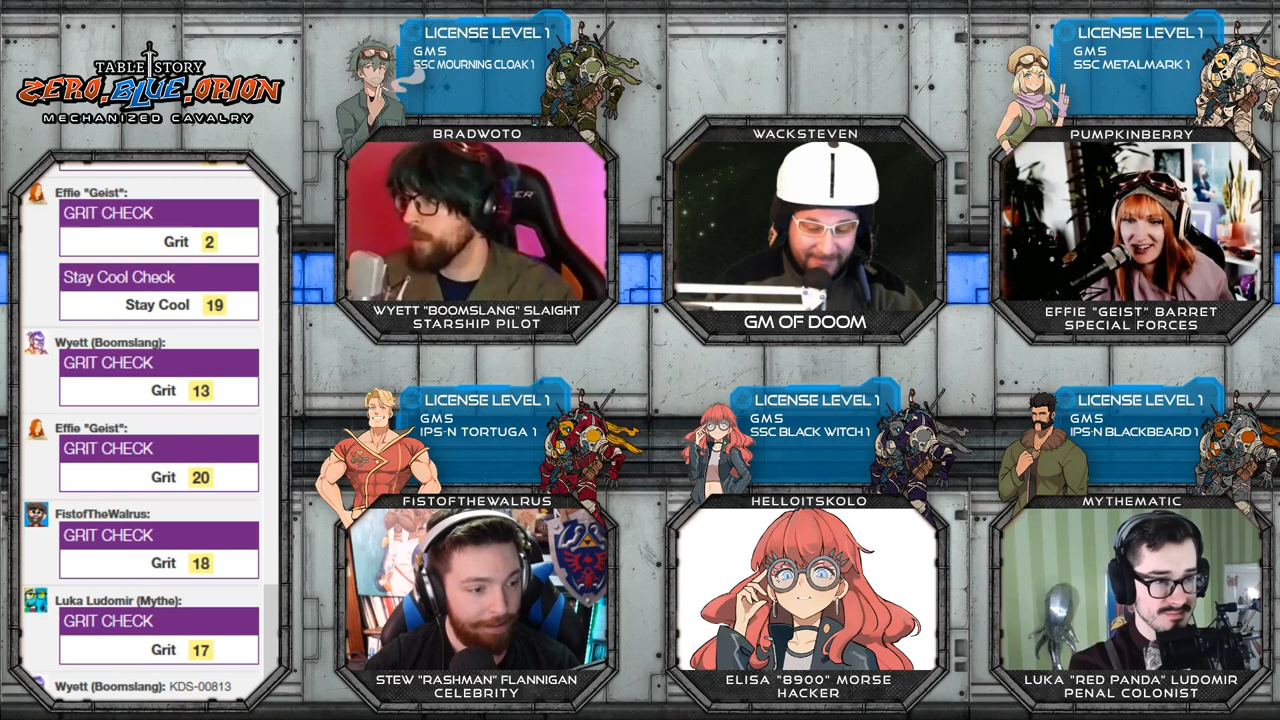 TABLE STORY
ZERO.BLUE.ORION
MECHANIZED CAVALRY
Effie "Geist":
GRIT CHECK
Grit 2
Stay Cool Check
Stay Cool 19
Wyett (Boomslang):
GRIT CHECK
Grit 13
Effie "Geist":
GRIT CHECK
Grit 20
FistofTheWalrus:
GRIT CHECK
Grit 18
Luka Ludomir (Mythe):
GRIT CHECK
Grit 17
Wyett (Boomslang): KDS-00813
LICENSE LEVEL 1
GMS
SSC MOURNING CLOAK 1
BRADWOTO
WYETT "BOOMSLANG" SLAIGHT
STARSHIP PILOT
WACKSTEVEN
GM OF DOOM
LICENSE LEVEL 1
GMS
SSC METALMARK 1
PUMPKINBERRY
EFFIE "GEIST" BARRET
SPECIAL FORCES
LICENSE LEVEL 1
GMS
IPS-N TORTUGA 1
FISTOFTHEWALRUS
STEW "RASHMAN" FLANNIGAN
CELEBRITY
LICENSE LEVEL 1
GMS
SSC BLACK WITCH 1
HELLOITSKOLO
ELISA "B900" MORSE
HACKER
LICENSE LEVEL 1
GMS
IPS-N BLACKBEARD 1
MYTHEMATIC
LUKA "RED PANDA" LUDOMIR
PENAL COLONIST